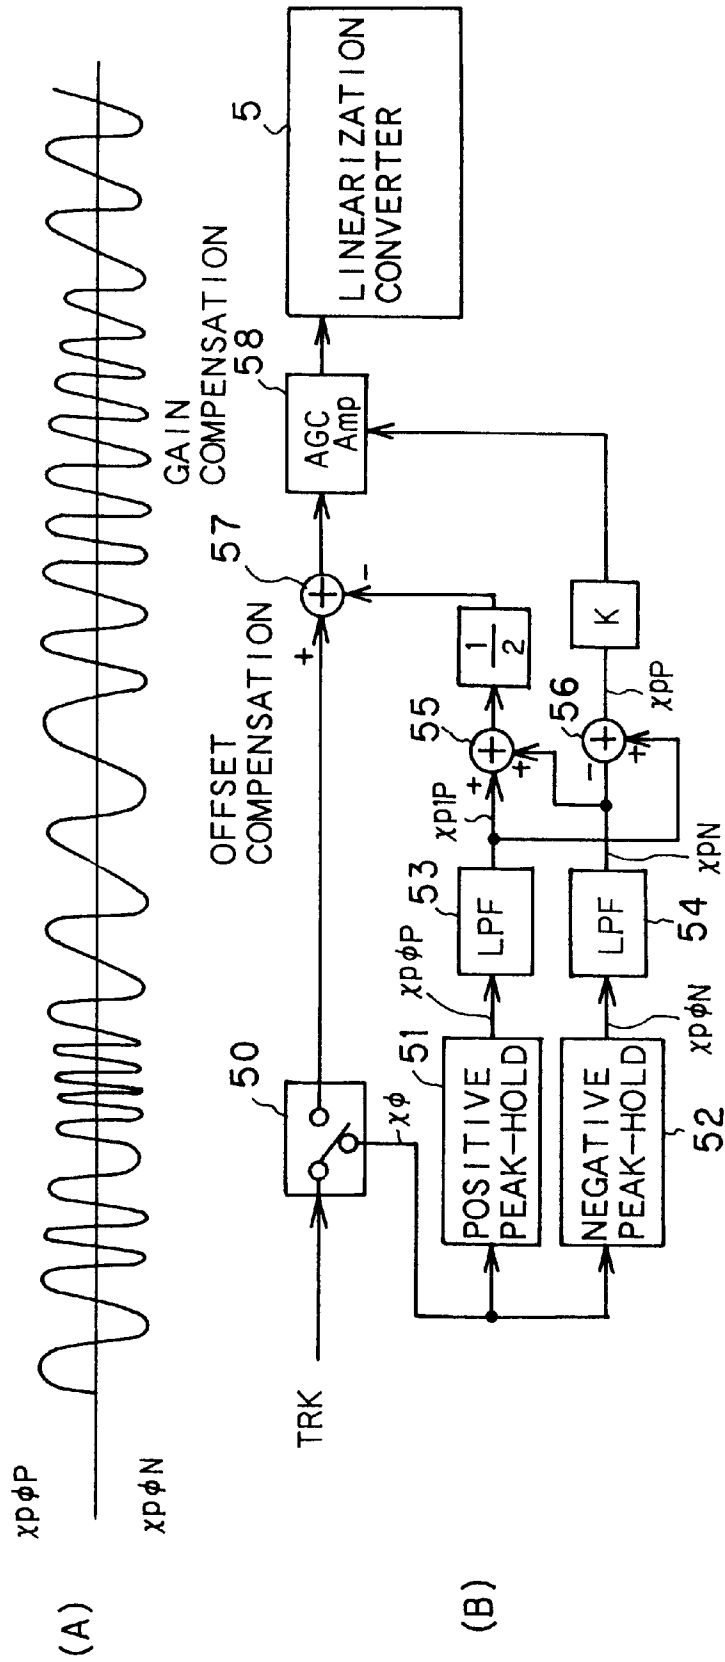 (A)
χpφP
χpφN
(B)
TRK
50
χφ
OFFSET
COMPENSATION
57
+
-
GAIN
COMPENSATION
58
AGC
Amp
5
LINEARIZATION
CONVERTER
POSITIVE
PEAK-HOLD
51
χpφP
LPF
53
χp1P
+
+
55
1
2
NEGATIVE
PEAK-HOLD
52
χpφN
LPF
54
χpN
-
+
56
χpP
K